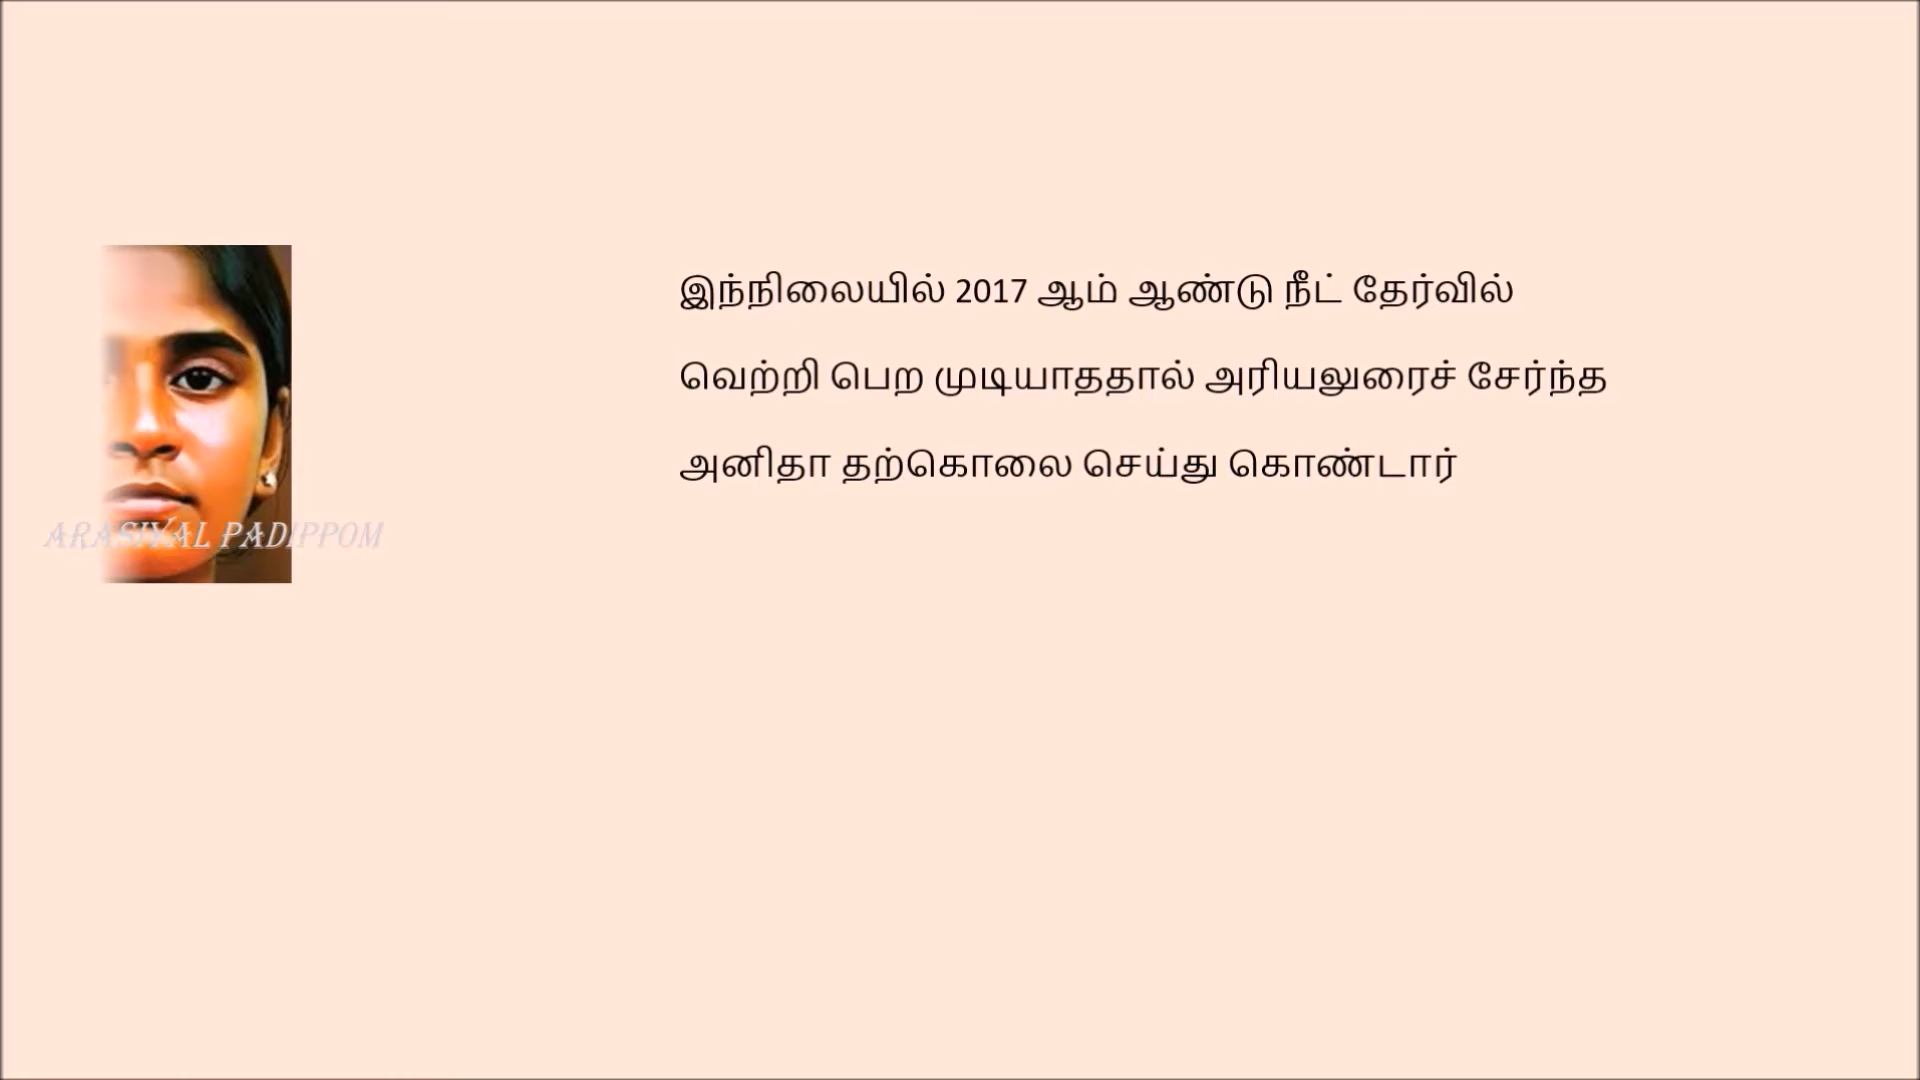 இந்நிலையில் 2017 ஆம் ஆண்டு நீட் தேர்வில்
வெற்றி பெற முடியாததால் அரியலுரைச் சேர்ந்த
அனிதா தற்கொலை செய்து கொண்டார்
ARASIYAL PADIPPOM